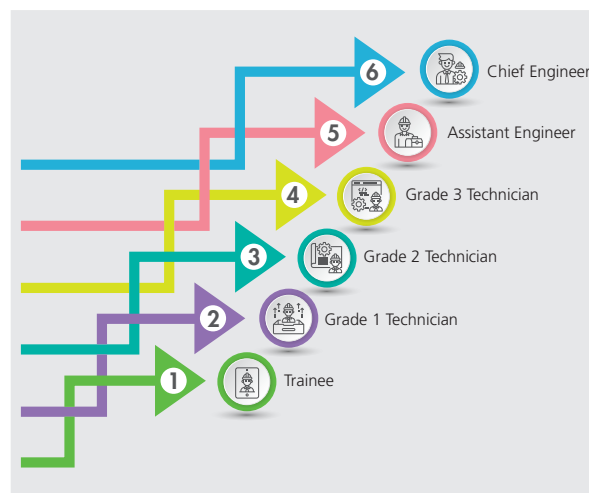 6 Chief Engineer
5 Assistant Engineer
4 Grade 3 Technician
3 Grade 2 Technician
2 Grade 1 Technician
1 Trainee